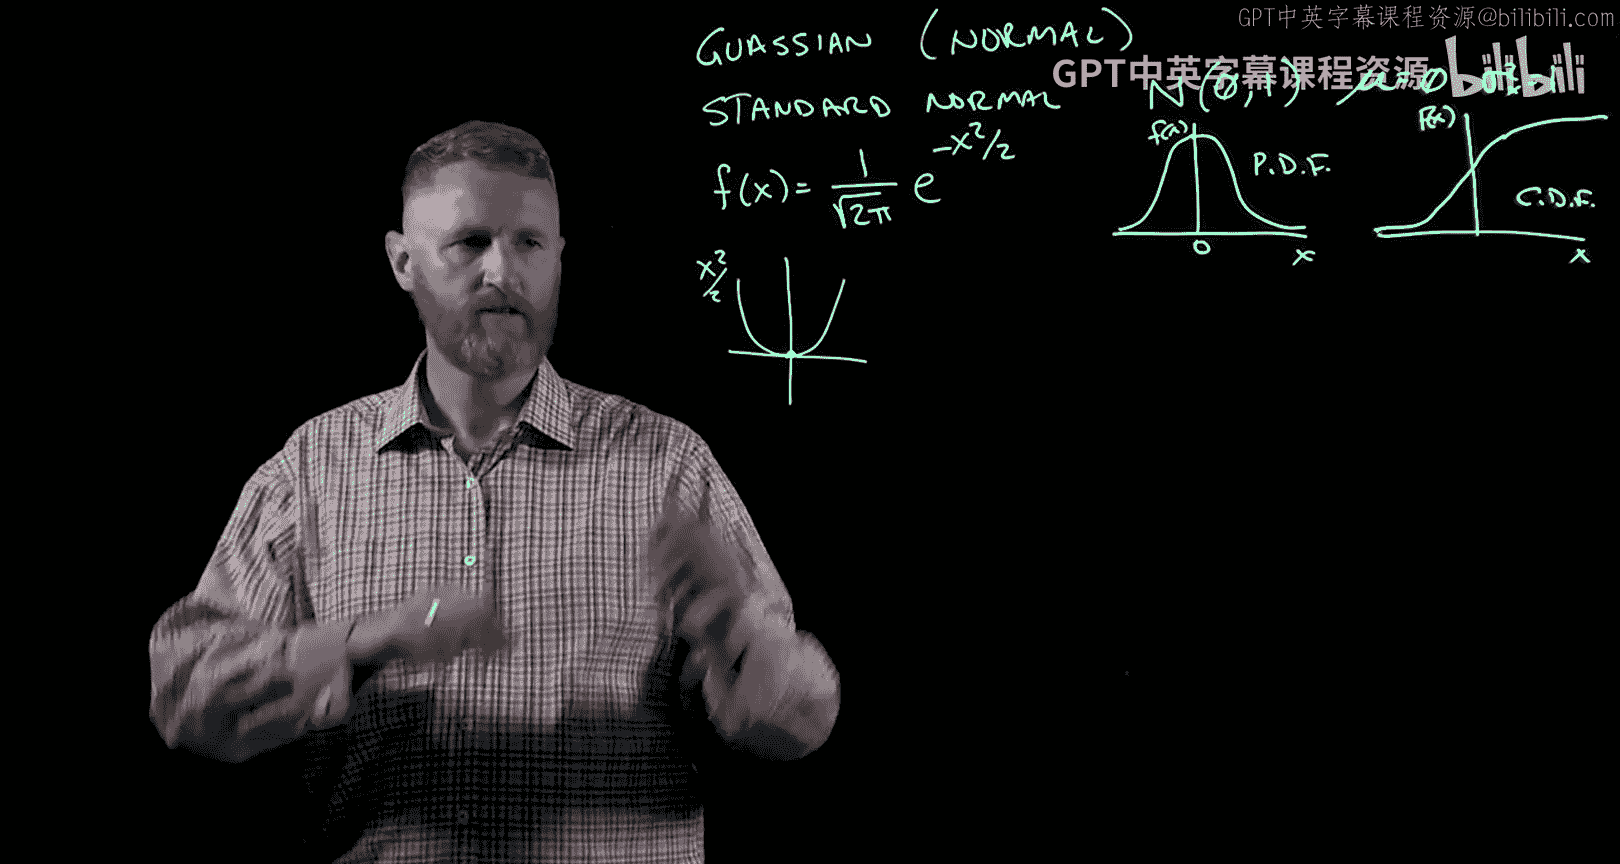 GPT中英字幕课程资源@bilibili.com
GUASSIAN (NORMAL)
GPT中英字幕课程资源 bilibili
STANDARD NORMAL N(0,1) μ=0
f(x) = 1/√2π e^-x²/2
f(x)
P.D.F.
0
x
F(x)
C.D.F.
x
x²/2